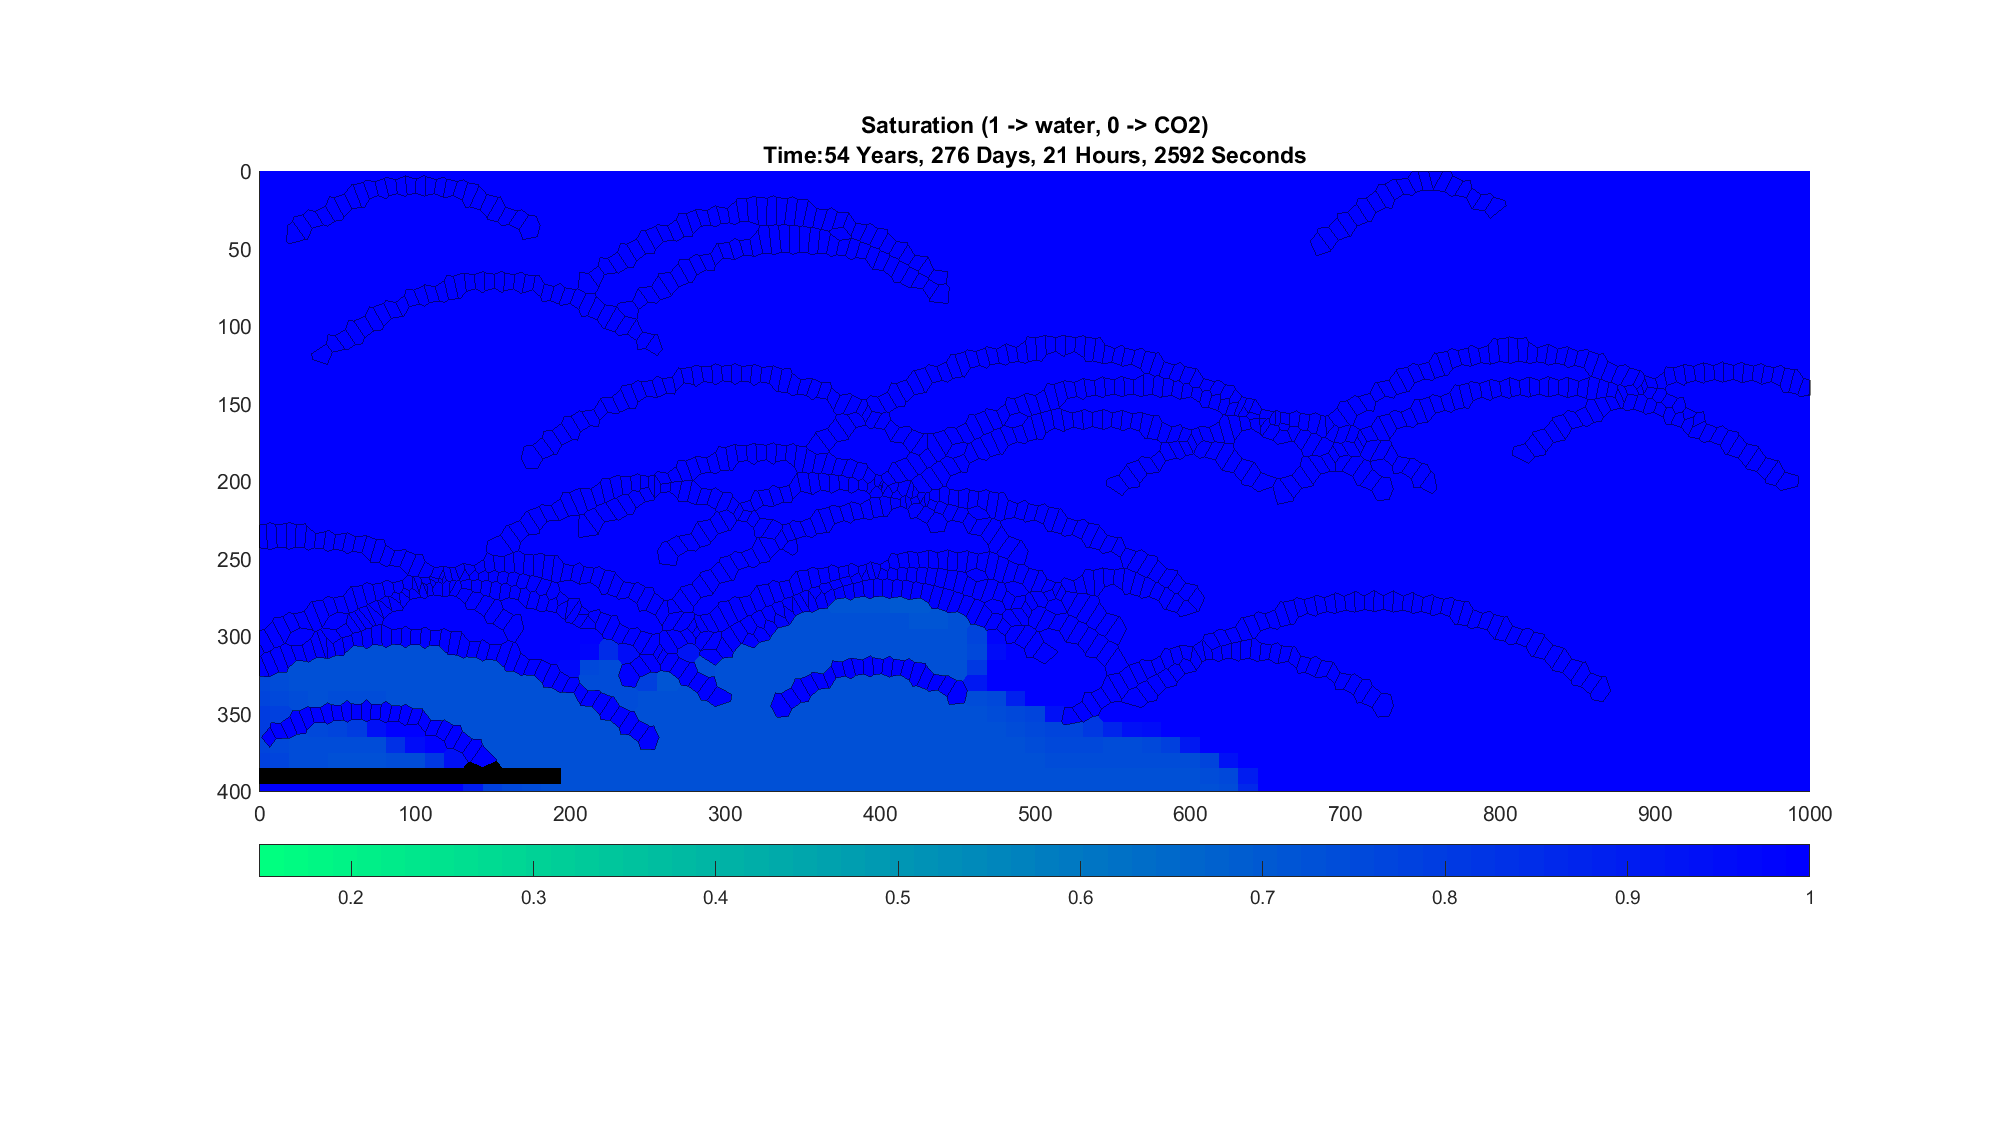 Saturation (1 -> water, 0 -> CO2)
Time:54 Years, 276 Days, 21 Hours, 2592 Seconds
0
50
100
150
200
250
300
350
400
0 100 200 300 400 500 600 700 800 900 1000
0.2 0.3 0.4 0.5 0.6 0.7 0.8 0.9 1